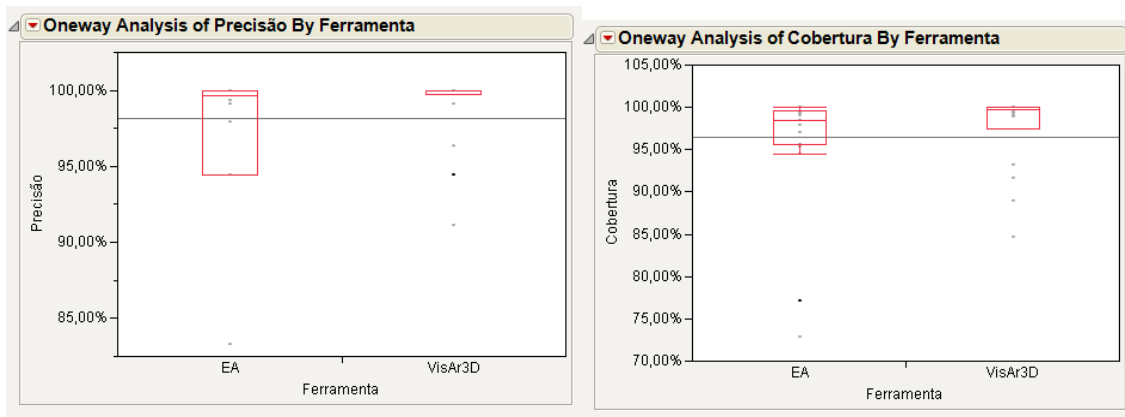 Oneway Analysis of Precisão By Ferramenta
100,00%
95,00%
90,00%
85,00%
Precisão
EA
VisAr3D
Ferramenta
Oneway Analysis of Cobertura By Ferramenta
105,00%
100,00%
95,00%
90,00%
85,00%
80,00%
75,00%
70,00%
Cobertura
EA
VisAr3D
Ferramenta